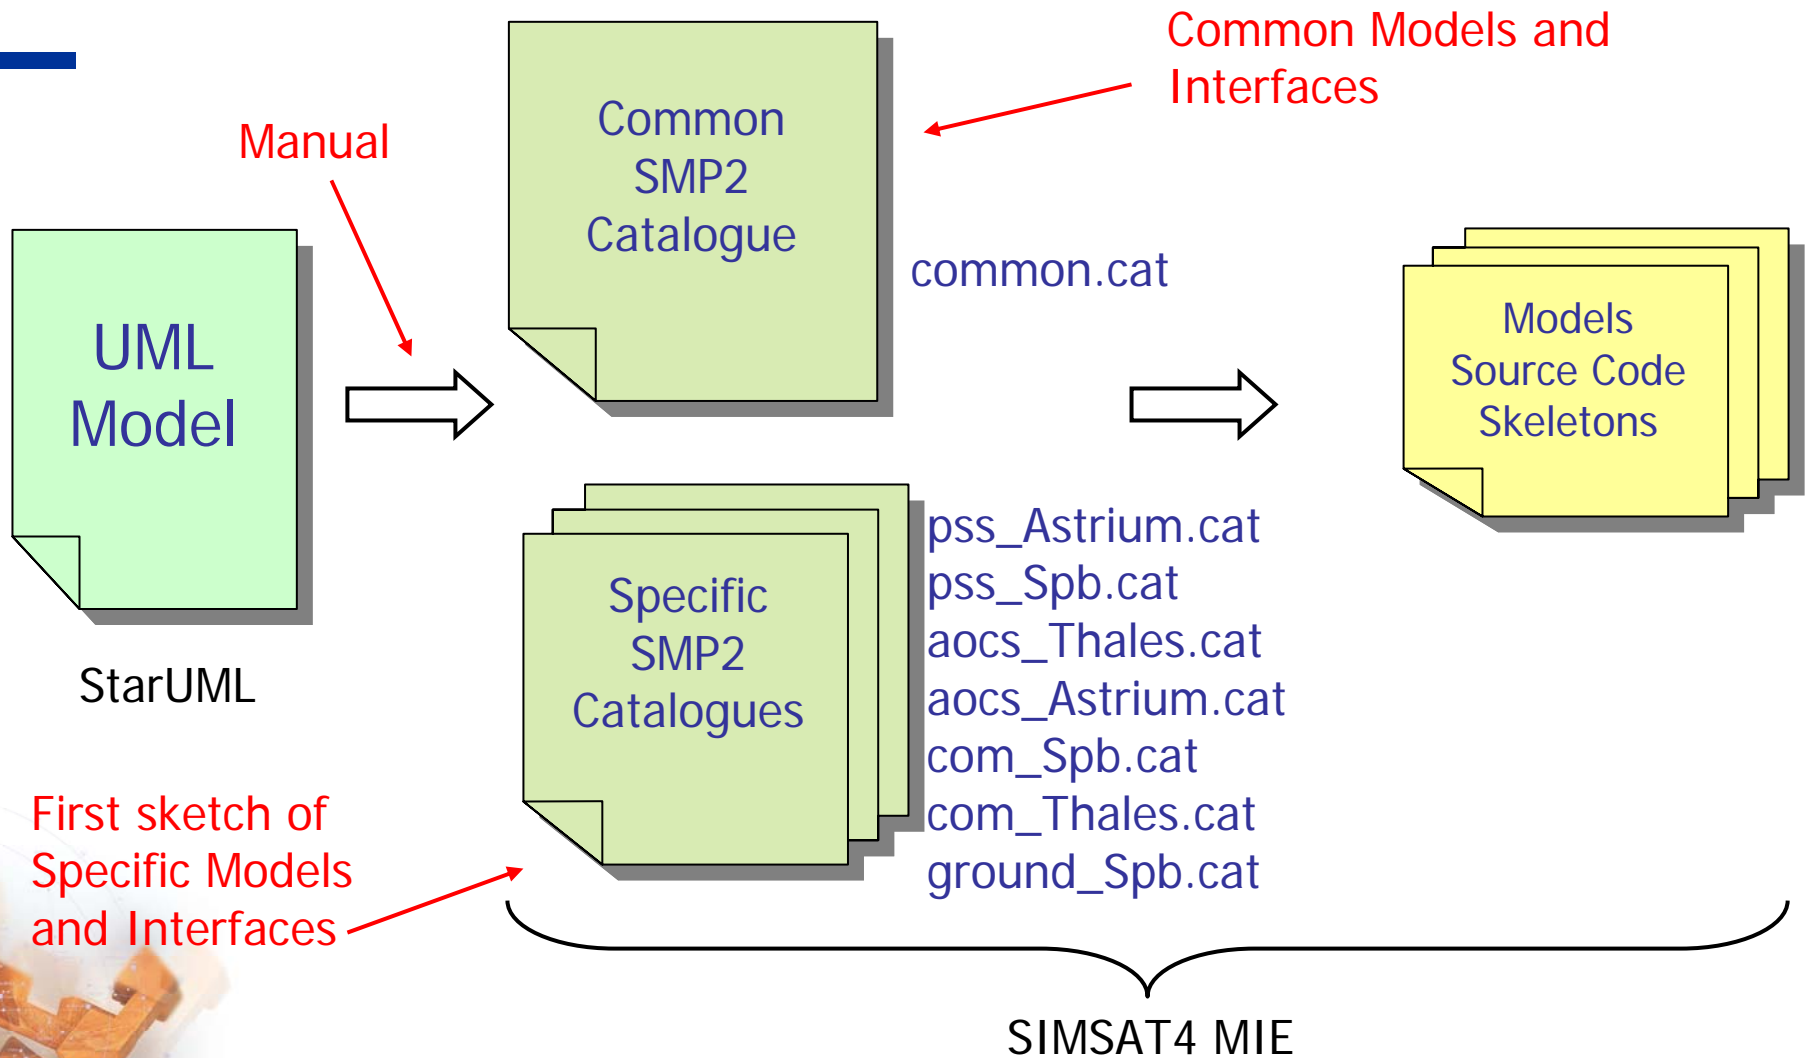 Common Models and
Interfaces
Manual
Common
SMP2
Catalogue
common.cat
UML
Model
Models
Source Code
Skeletons
StarUML
Specific
SMP2
Catalogues
pss_Astrium.cat
pss_Spb.cat
aocs_Thales.cat
aocs_Astrium.cat
com_Spb.cat
com_Thales.cat
ground_Spb.cat
First sketch of
Specific Models
and Interfaces
SIMSAT4 MIE